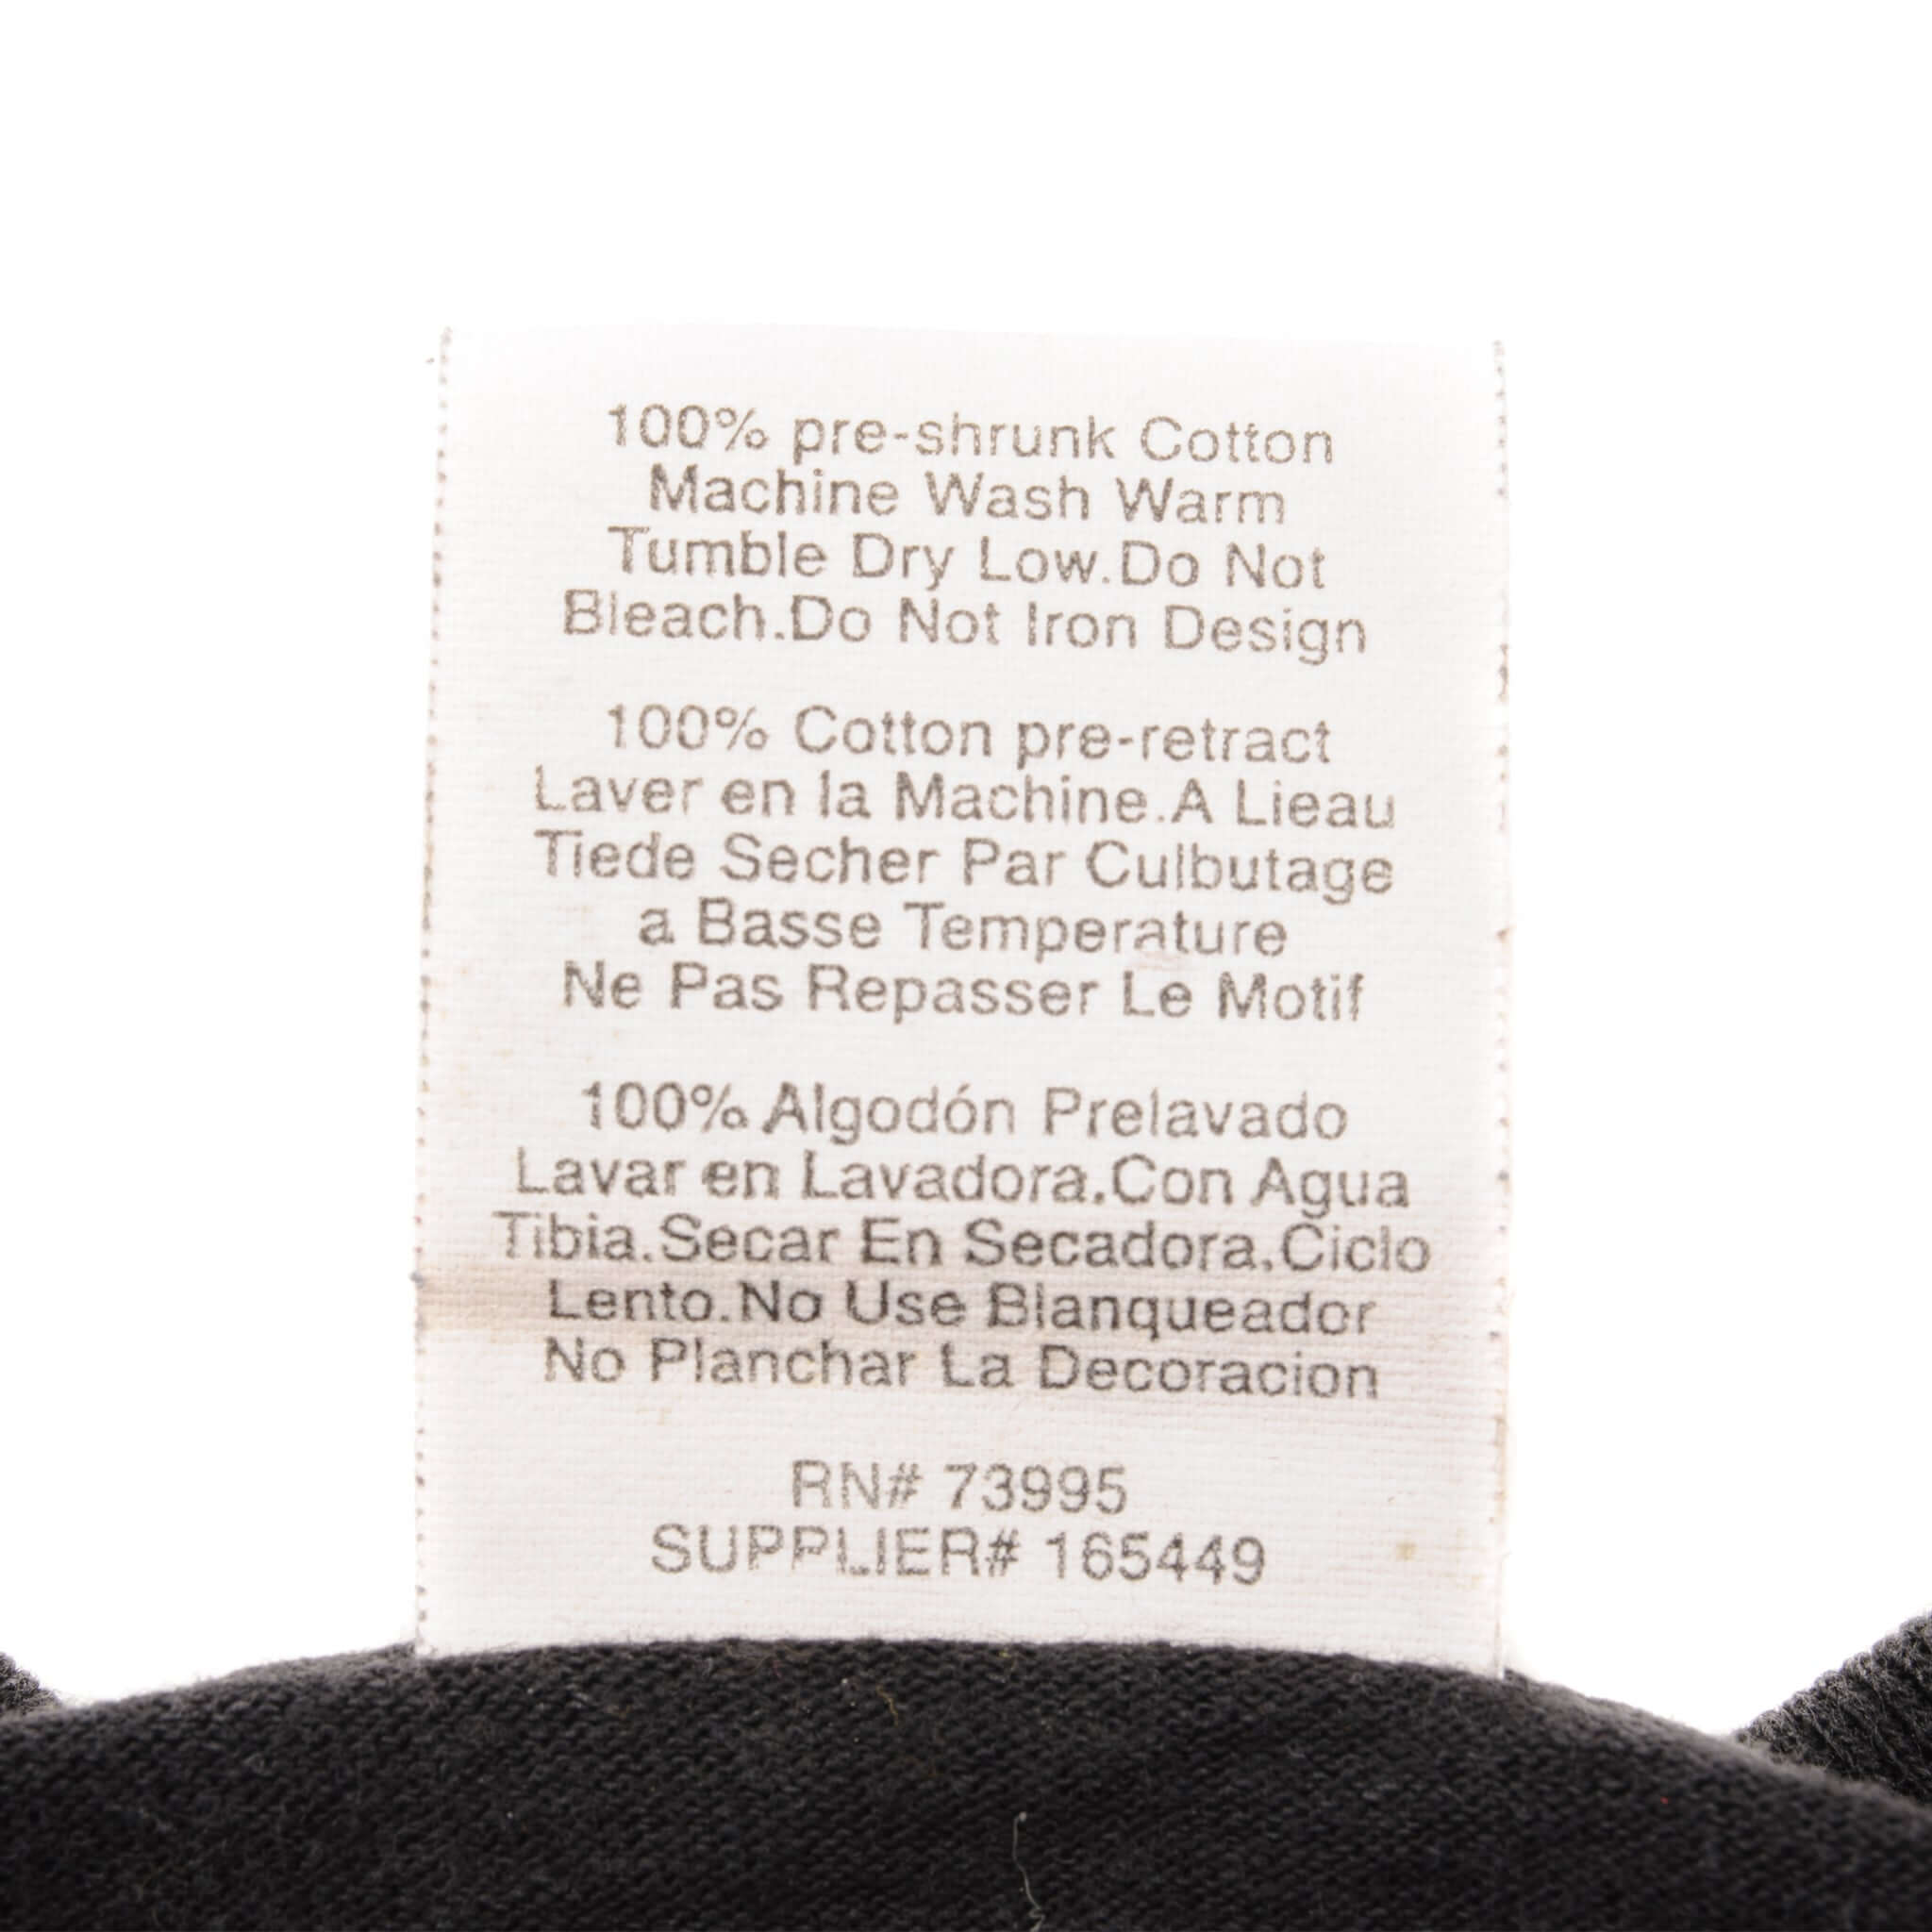 100% pre-shrunk Cotton
Machine Wash Warm
Tumble Dry Low.Do Not
Bleach.Do Not Iron Design
100% Cotton pre-retract
Laver en la Machine.A Lieau
Tiede Secher Par Culbutage
a Basse Temperature
Ne Pas Repasser Le Motif
100% Algodón Prelavado
Lavar en Lavadora.Con Agua
Tibia.Secar En Secadora.Ciclo
Lento.No Use Blanqueador
No Planchar La Decoracion
RN# 73995
SUPPLIER# 165449